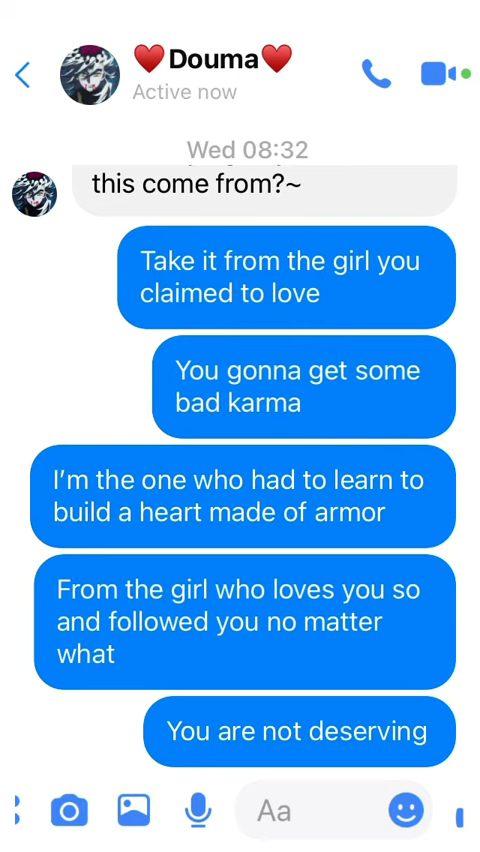 ♥️Douma♥️
Active now
Wed 08:32
this come from?~
Take it from the girl you
claimed to love
You gonna get some
bad karma
I’m the one who had to learn to
build a heart made of armor
From the girl who loves you so
and followed you no matter
what
You are not deserving
Aa